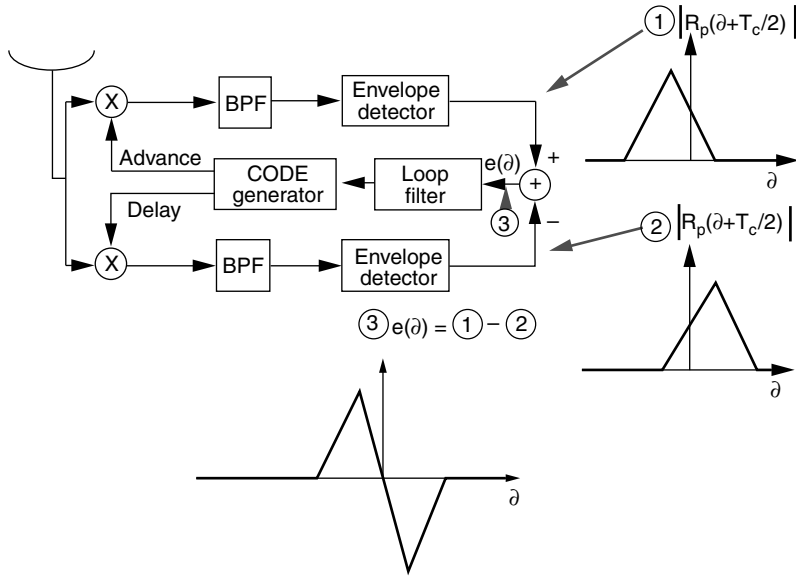 ① |Rp(∂+Tc/2)|
X
BPF
Envelope
detector
Advance
CODE
generator
Loop
filter
e(∂)
+
+
③
−
Delay
X
BPF
Envelope
detector
∂
② |Rp(∂+Tc/2)|
∂
③ e(∂) = ① − ②
∂